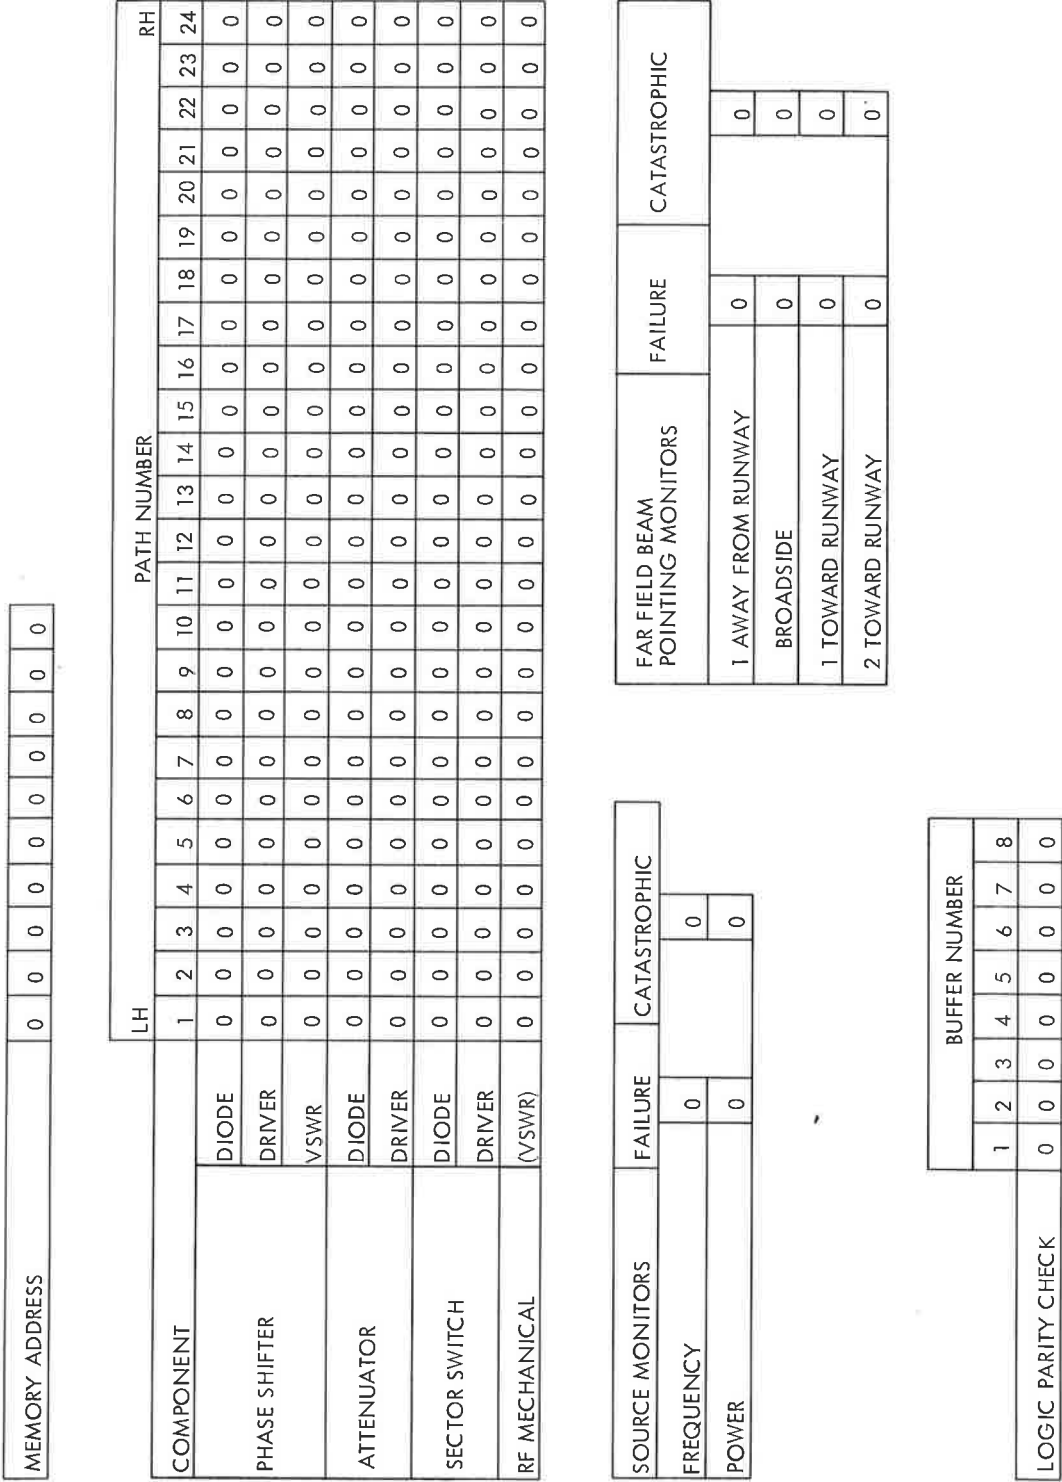 MEMORY ADDRESS 0 0 0 0 0 0 0 0 0 0
LH PATH NUMBER RH
COMPONENT 1 2 3 4 5 6 7 8 9 10 11 12 13 14 15 16 17 18 19 20 21 22 23 24
PHASE SHIFTER DIODE 0 0 0 0 0 0 0 0 0 0 0 0 0 0 0 0 0 0 0 0 0 0 0 0
DRIVER 0 0 0 0 0 0 0 0 0 0 0 0 0 0 0 0 0 0 0 0 0 0 0 0
VSWR 0 0 0 0 0 0 0 0 0 0 0 0 0 0 0 0 0 0 0 0 0 0 0 0
ATTENUATOR DIODE 0 0 0 0 0 0 0 0 0 0 0 0 0 0 0 0 0 0 0 0 0 0 0 0
DRIVER 0 0 0 0 0 0 0 0 0 0 0 0 0 0 0 0 0 0 0 0 0 0 0 0
SECTOR SWITCH DIODE 0 0 0 0 0 0 0 0 0 0 0 0 0 0 0 0 0 0 0 0 0 0 0 0
DRIVER 0 0 0 0 0 0 0 0 0 0 0 0 0 0 0 0 0 0 0 0 0 0 0 0
RF MECHANICAL (VSWR) 0 0 0 0 0 0 0 0 0 0 0 0 0 0 0 0 0 0 0 0 0 0 0 0
SOURCE MONITORS FAILURE CATASTROPHIC
FREQUENCY 0 0
POWER 0 0
FAR FIELD BEAM
POINTING MONITORS FAILURE CATASTROPHIC
1 AWAY FROM RUNWAY 0 0
BROADSIDE 0 0
1 TOWARD RUNWAY 0 0
2 TOWARD RUNWAY 0 0
BUFFER NUMBER
1 2 3 4 5 6 7 8
LOGIC PARITY CHECK 0 0 0 0 0 0 0 0